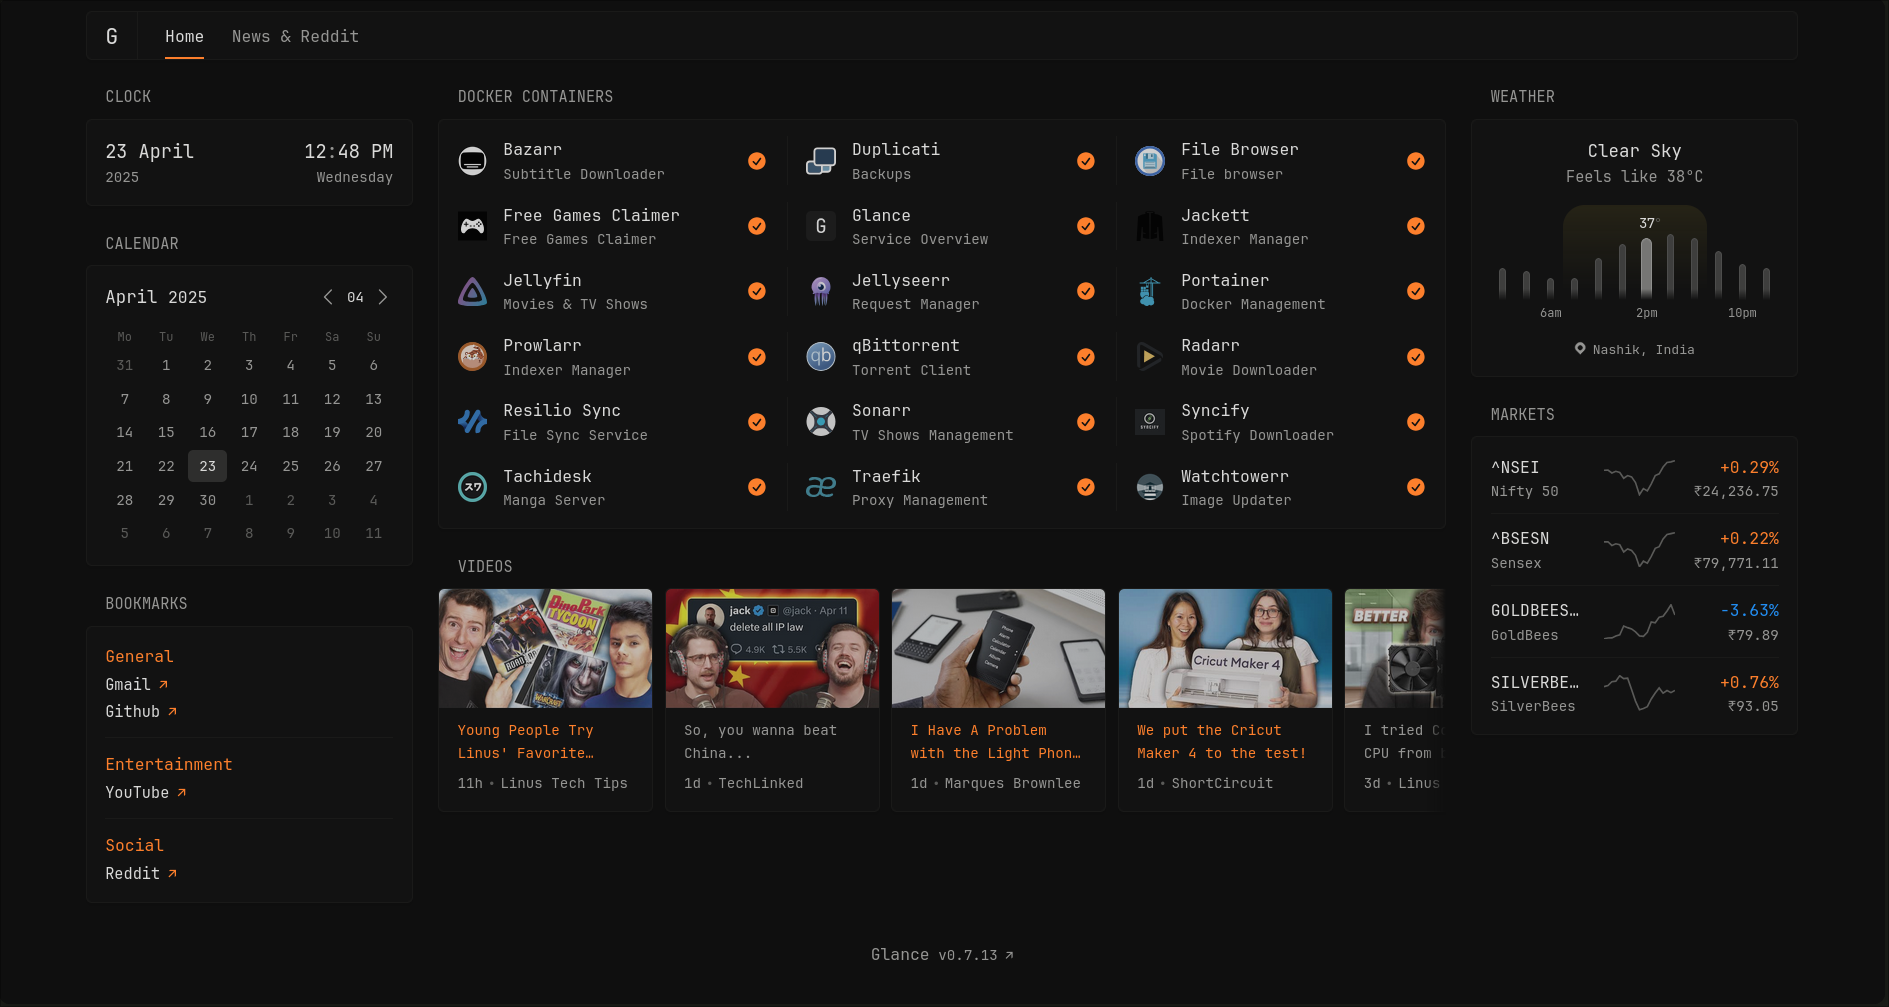 G
Home
News & Reddit
CLOCK
23 April
12:48 PM
2025
Wednesday
CALENDAR
April 2025
04
Mo Tu We Th Fr Sa Su
31 1 2 3 4 5 6
7 8 9 10 11 12 13
14 15 16 17 18 19 20
21 22 23 24 25 26 27
28 29 30 1 2 3 4
5 6 7 8 9 10 11
BOOKMARKS
General
Gmail
Github
Entertainment
YouTube
Social
Reddit
DOCKER CONTAINERS
Bazarr
Subtitle Downloader
Duplicati
Backups
File Browser
File browser
Free Games Claimer
Free Games Claimer
G
Glance
Service Overview
Jackett
Indexer Manager
Jellyfin
Movies & TV Shows
Jellyseerr
Request Manager
Portainer
Docker Management
Prowlarr
Indexer Manager
qb
qBittorrent
Torrent Client
Radarr
Movie Downloader
Resilio Sync
File Sync Service
Sonarr
TV Shows Management
SYNCIFY
Syncify
Spotify Downloader
スワ
Tachidesk
Manga Server
æ
Traefik
Proxy Management
Watchtowerr
Image Updater
VIDEOS
DinoPark
TYCOON
Young People Try
Linus' Favorite…
11h • Linus Tech Tips
jack @jack · Apr 11
delete all IP law
4.9K 5.5K
So, you wanna beat
China...
1d • TechLinked
Phone
Alarm
Calculator
Calendar
Album
Camera
I Have A Problem
with the Light Phon…
1d • Marques Brownlee
Cricut Maker 4
We put the Cricut
Maker 4 to the test!
1d • ShortCircuit
BETTER
I tried
CPU from
3d • Linus
WEATHER
Clear Sky
Feels like 38°C
37°
6am
2pm
10pm
Nashik, India
MARKETS
^NSEI
+0.29%
Nifty 50
₹24,236.75
^BSESN
+0.22%
Sensex
₹79,771.11
GOLDBEES…
-3.63%
GoldBees
₹79.89
SILVERBE…
+0.76%
SilverBees
₹93.05
Glance v0.7.13